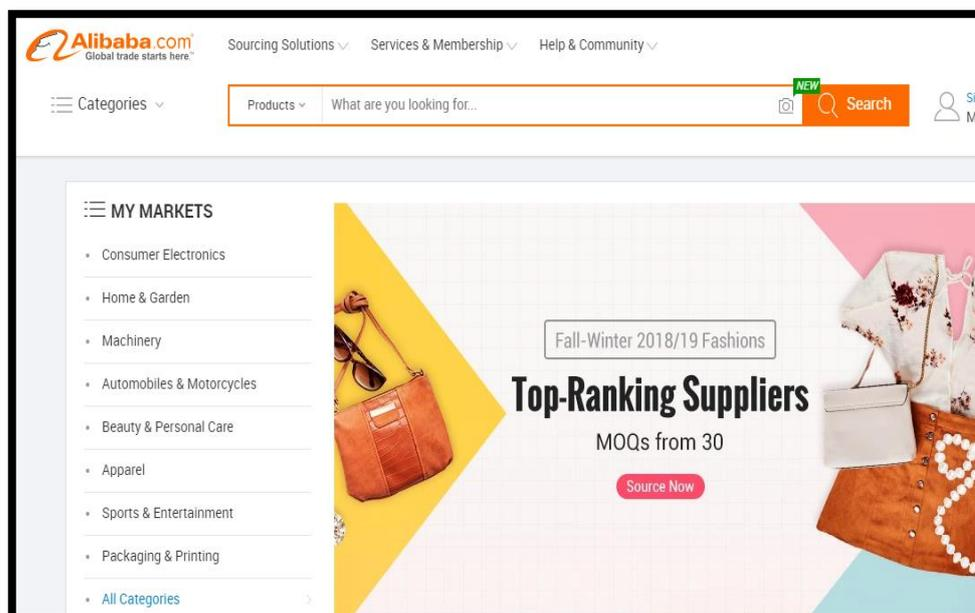 Alibaba.com
Global trade starts here.™
Sourcing Solutions
Services & Membership
Help & Community
Categories
Products
What are you looking for...
NEW
Search
MY MARKETS
Consumer Electronics
Home & Garden
Machinery
Automobiles & Motorcycles
Beauty & Personal Care
Apparel
Sports & Entertainment
Packaging & Printing
All Categories
Fall-Winter 2018/19 Fashions
Top-Ranking Suppliers
MOQs from 30
Source Now